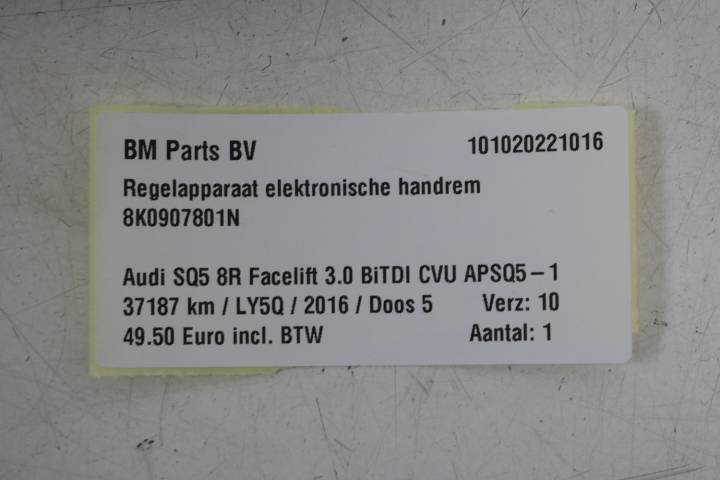 BM Parts BV 101020221016
Regelapparaat elektronische handrem
8K0907801N
Audi SQ5 8R Facelift 3.0 BiTDI CVU APSQ5-1
37187 km / LY5Q / 2016 / Doos 5 Verz: 10
49.50 Euro incl. BTW Aantal: 1